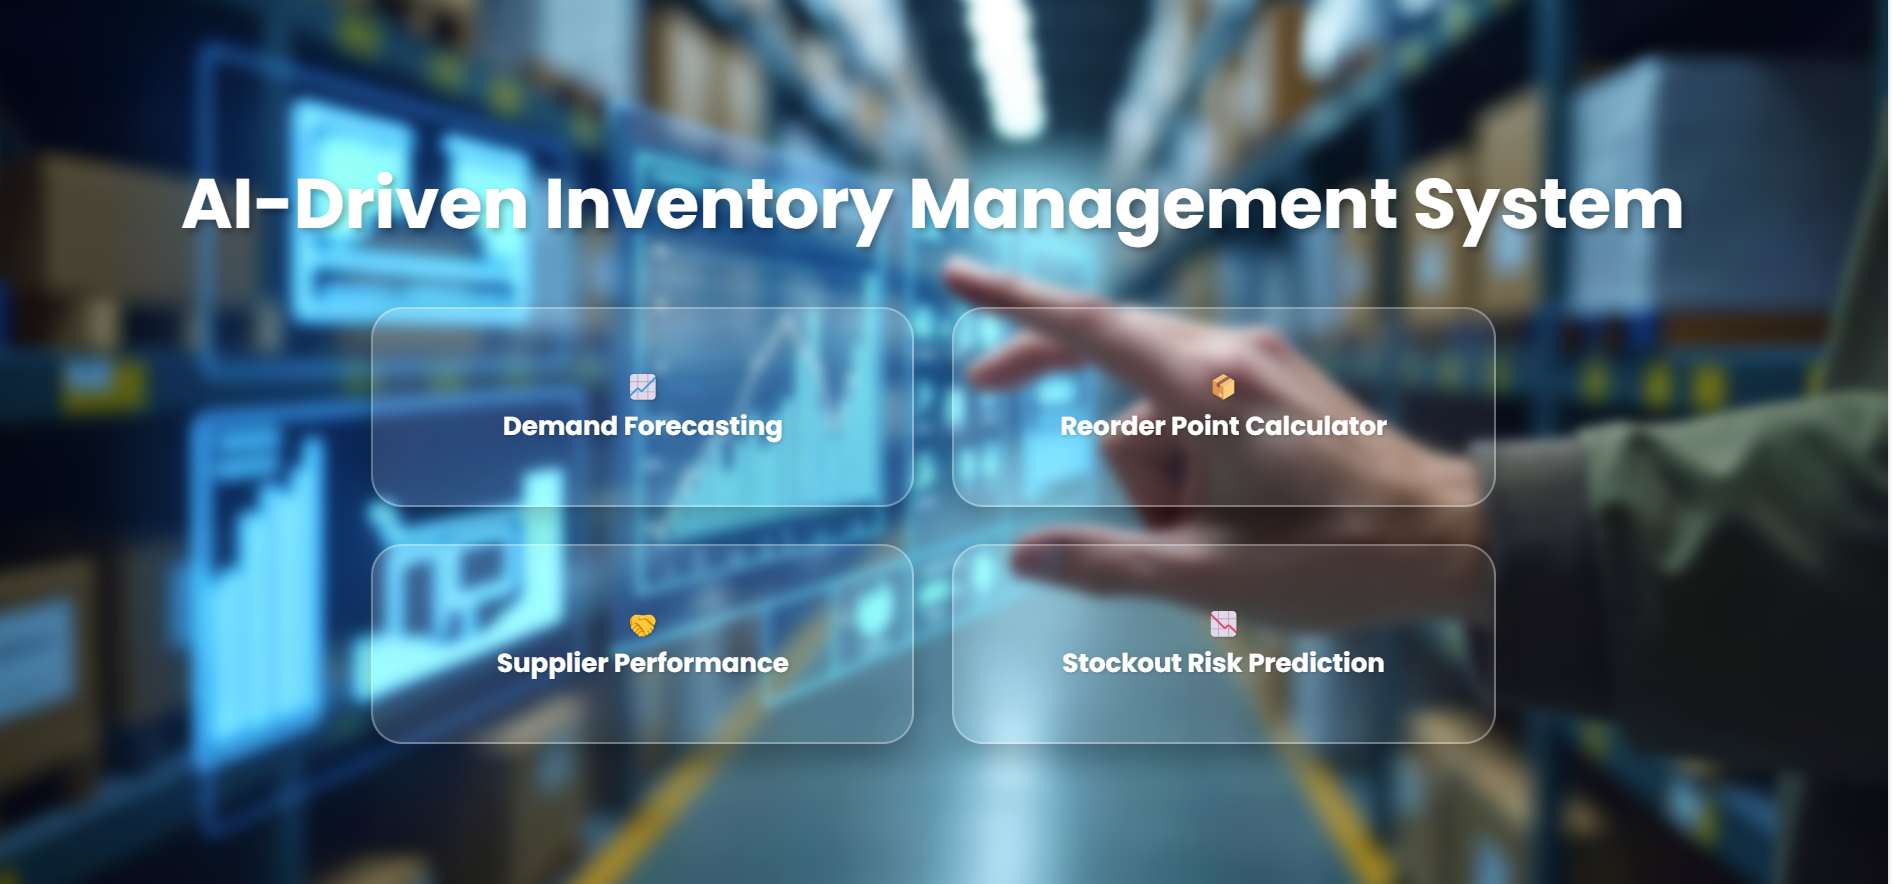 AI-Driven Inventory Management System
Demand Forecasting
Reorder Point Calculator
Supplier Performance
Stockout Risk Prediction